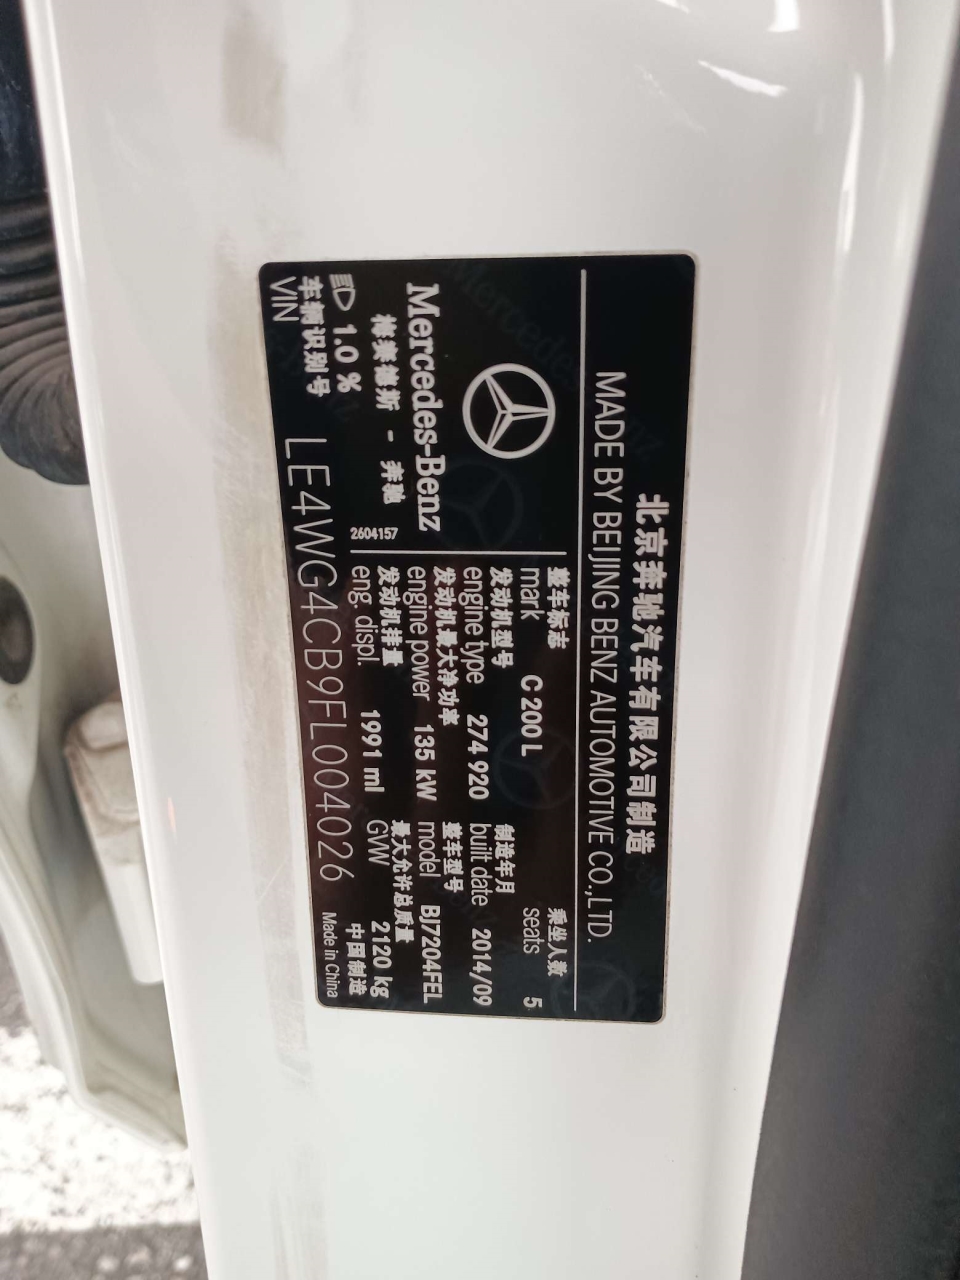 北京奔驰汽车有限公司制造
MADE BY BEIJING BENZ AUTOMOTIVE CO.,LTD.
Mercedes-Benz
梅赛德斯 - 奔驰
1.0 %
2604157
整车标志
mark C 200 L
乘坐人数
seats 5
发动机型号
engine type 274 920
制造年月
built date 2014/09
发动机最大净功率
engine power 135 kW
整车型号
model BJ7204FEL
发动机排量
eng. displ. 1991 ml
最大允许总质量
GVW 2120 kg
车辆识别号
VIN LE4WG4CB9FL004026
中国制造
Made in China